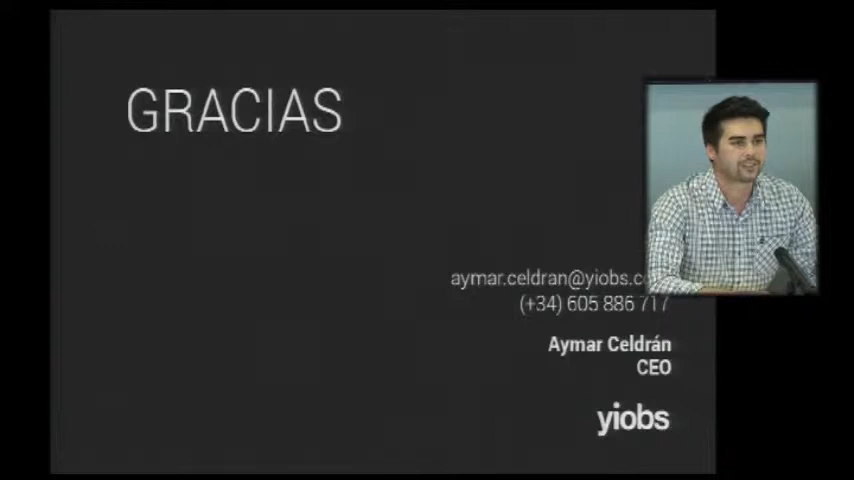 GRACIAS
aymar.celdran@yiobs.c
(+34) 605 886 717
Aymar Celdrán
CEO
yiobs